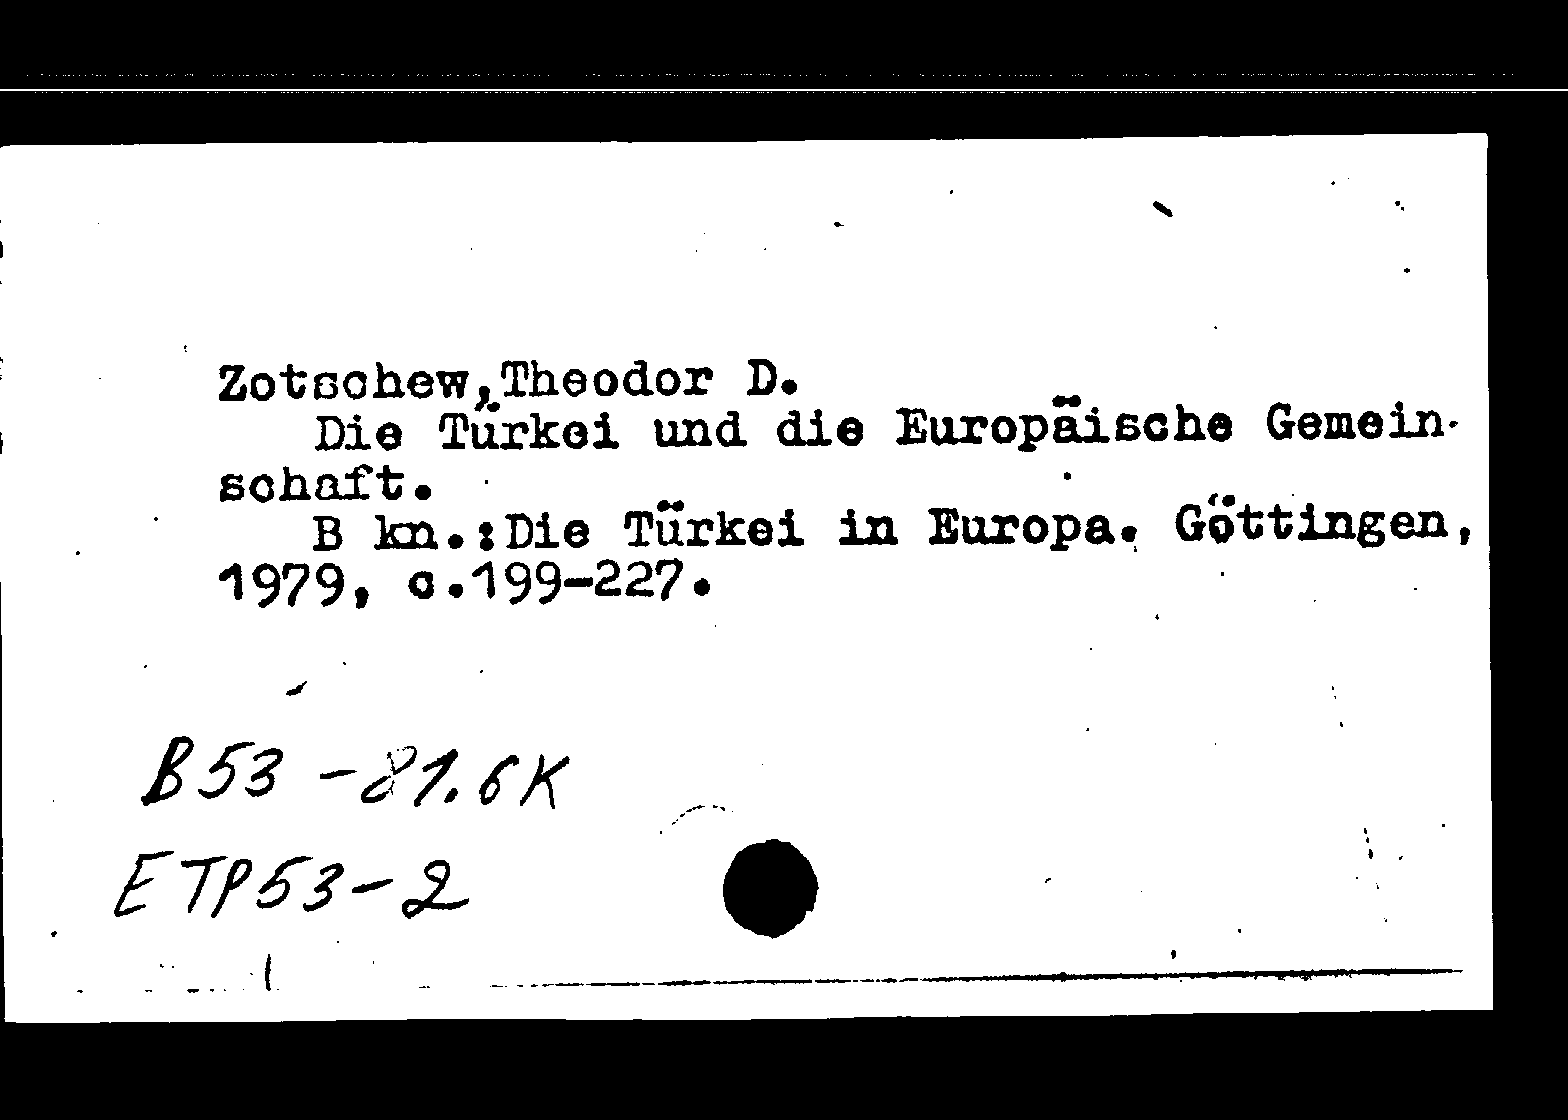 Zotschew, Theodor D.
Die Türkei und die Europäische Gemein-
schaft.
В kn.: Die Türkei in Europa. Göttingen,
1979, c.199-227.
B53-81.6K
ETP53-2